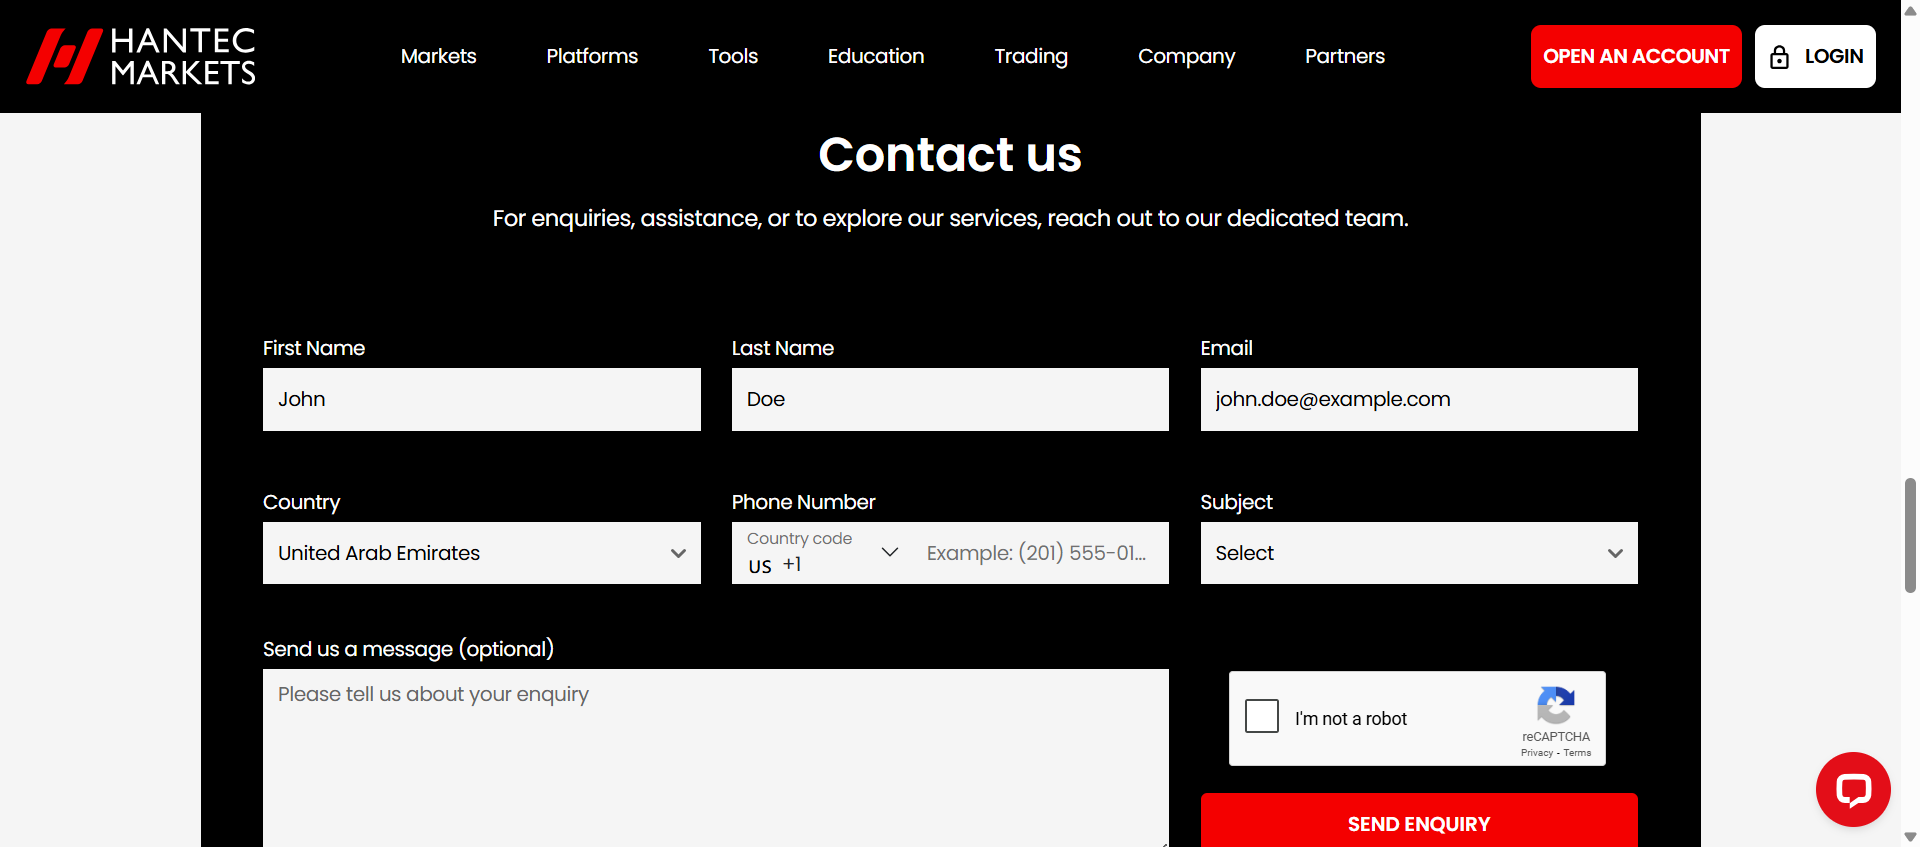 HANTEC
MARKETS
Markets
Platforms
Tools
Education
Trading
Company
Partners
OPEN AN ACCOUNT
LOGIN
Contact us
For enquiries, assistance, or to explore our services, reach out to our dedicated team.
First Name
Last Name
Email
John
Doe
john.doe@example.com
Country
Phone Number
Subject
United Arab Emirates
Country code
US +1
Example: (201) 555-01...
Select
Send us a message (optional)
Please tell us about your enquiry
I'm not a robot
reCAPTCHA
Privacy - Terms
SEND ENQUIRY